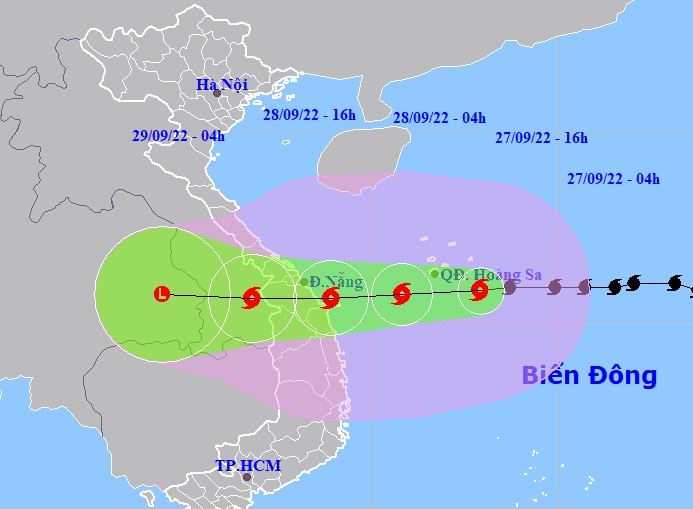 Hà Nội
28/09/22 - 16h
28/09/22 - 04h
29/09/22 - 04h
27/09/22 - 16h
27/09/22 - 04h
QĐ. Hoàng Sa
Đ.Nẵng
L
Biển Đông
TP.HCM